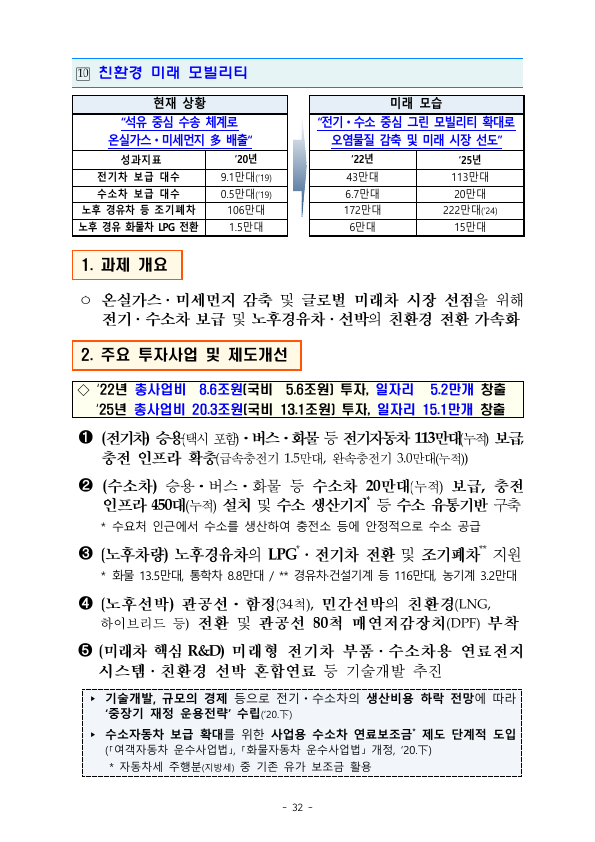 10 친환경 미래 모빌리티
현재 상황
"석유 중심 수송 체계로
온실가스·미세먼지 多 배출"
성과지표 '20년
전기차 보급 대수 9.1만대('19)
수소차 보급 대수 0.5만대('19)
노후 경유차 등 조기폐차 106만대
노후 경유 화물차 LPG 전환 1.5만대
미래 모습
"전기·수소 중심 그린 모빌리티 확대로
오염물질 감축 및 미래 시장 선도"
'22년 '25년
43만대 113만대
6.7만대 20만대
172만대 222만대('24)
6만대 15만대
1. 과제 개요
○ 온실가스·미세먼지 감축 및 글로벌 미래차 시장 선점을 위해
전기·수소차 보급 및 노후경유차·선박의 친환경 전환 가속화
2. 주요 투자사업 및 제도개선
◇ '22년 총사업비 8.6조원(국비 5.6조원) 투자, 일자리 5.2만개 창출
'25년 총사업비 20.3조원(국비 13.1조원) 투자, 일자리 15.1만개 창출
❶ (전기차) 승용(택시 포함)·버스·화물 등 전기자동차 113만대(누적) 보급,
충전 인프라 확충(급속충전기 1.5만대, 완속충전기 3.0만대(누적))
❷ (수소차) 승용·버스·화물 등 수소차 20만대(누적) 보급, 충전
인프라 450대(누적) 설치 및 수소 생산기지* 등 수소 유통기반 구축
* 수요처 인근에서 수소를 생산하여 충전소 등에 안정적으로 수소 공급
❸ (노후차량) 노후경유차의 LPG*·전기차 전환 및 조기폐차** 지원
* 화물 13.5만대, 통학차 8.8만대 / ** 경유차·건설기계 등 116만대, 농기계 3.2만대
❹ (노후선박) 관공선·함정(34척), 민간선박의 친환경(LNG,
하이브리드 등) 전환 및 관공선 80척 매연저감장치(DPF) 부착
❺ (미래차 핵심 R&D) 미래형 전기차 부품·수소차용 연료전지
시스템·친환경 선박 혼합연료 등 기술개발 추진
▸ 기술개발, 규모의 경제 등으로 전기·수소차의 생산비용 하락 전망에 따라
'중장기 재정 운용전략' 수립('20.下)
▸ 수소자동차 보급 확대를 위한 사업용 수소차 연료보조금* 제도 단계적 도입
(「여객자동차 운수사업법」, 「화물자동차 운수사업법」 개정, '20.下)
* 자동차세 주행분(지방세) 중 기존 유가 보조금 활용
- 32 -